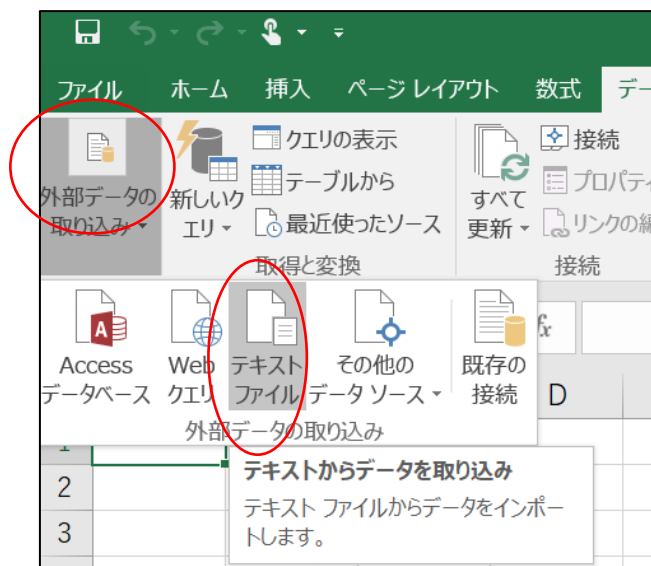 ファイル ホーム 挿入 ページ レイアウト 数式 デー
外部データの
取り込み
新しいク
エリ
クエリの表示
テーブルから
最近使ったソース
取得と変換
すべて
更新
接続
プロパティ
リンクの編
接続
Access
データベース
Web
クエリ
テキスト
ファイル
その他の
データ ソース
既存の
接続
外部データの取り込み
fx
D
1
2
3
テキストからデータを取り込み
テキスト ファイルからデータをインポー
トします。